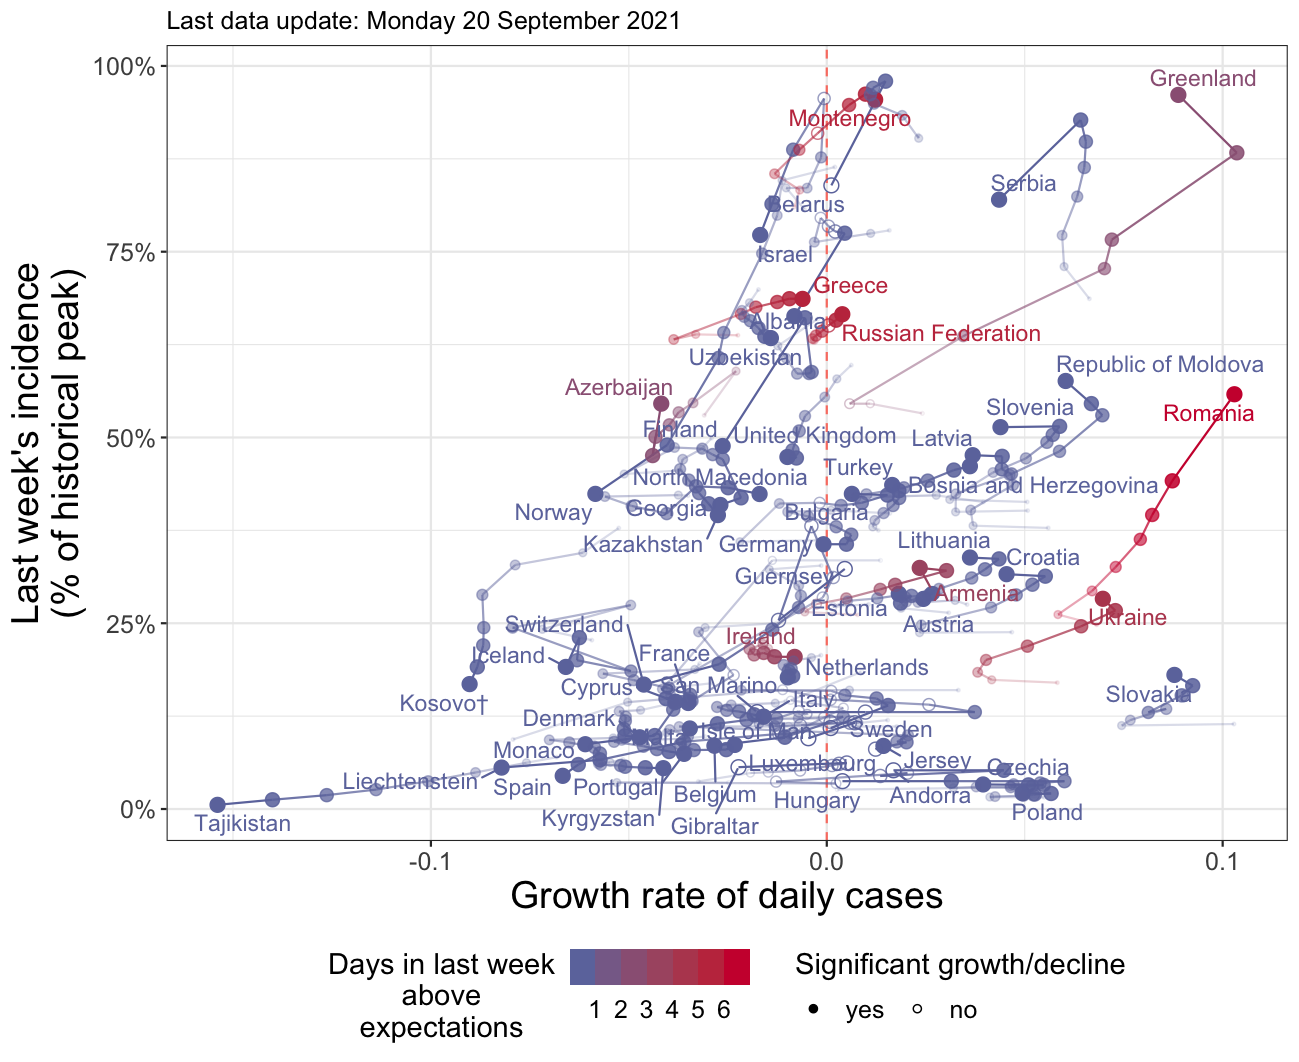 Last data update: Monday 20 September 2021
Last week's incidence
(% of historical peak)
100%
75%
50%
25%
0%
Greenland
Montenegro
Serbia
Belarus
Israel
Greece
Albania
Russian Federation
Uzbekistan
Republic of Moldova
Azerbaijan
Romania
Slovenia
Finland
United Kingdom
Latvia
Turkey
North Macedonia
Bosnia and Herzegovina
Norway
Georgia
Bulgaria
Kazakhstan
Germany
Lithuania
Croatia
Guernsey
Armenia
Estonia
Ukraine
Switzerland
Austria
Ireland
Iceland
France
Netherlands
Cyprus
San Marino
Slovakia
Kosovo†
Italy
Denmark
Malta
Isle of Man
Sweden
Monaco
Luxembourg
Jersey
Czechia
Liechtenstein
Spain
Portugal
Belgium
Hungary
Andorra
Poland
Tajikistan
Kyrgyzstan
Gibraltar
-0.1
0.0
0.1
Growth rate of daily cases
Days in last week
above
expectations
1 2 3 4 5 6
Significant growth/decline
yes
no